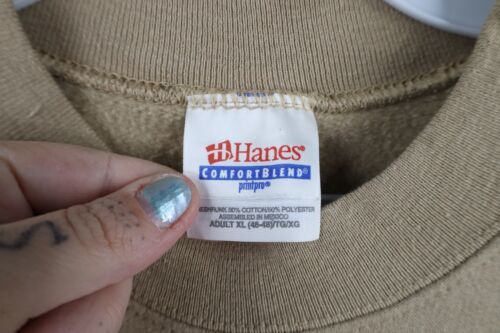 Hanes®
COMFORTBLEND®
printpro®
50% COTTON/50% POLYESTER
ASSEMBLED IN MEXICO
ADULT XL (46-48)/TG/XG